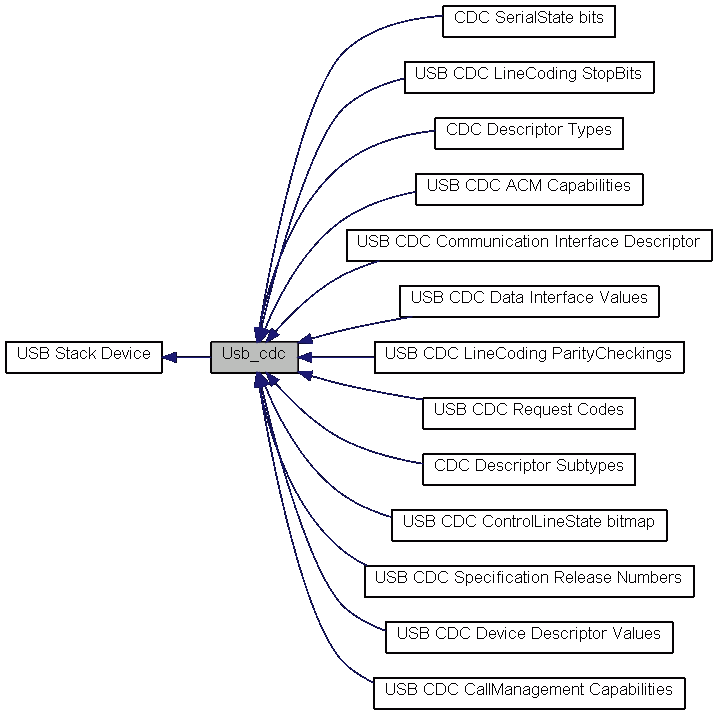 CDC SerialState bits
USB CDC LineCoding StopBits
CDC Descriptor Types
USB CDC ACM Capabilities
USB CDC Communication Interface Descriptor
USB CDC Data Interface Values
USB Stack Device
Usb_cdc
USB CDC LineCoding ParityCheckings
USB CDC Request Codes
CDC Descriptor Subtypes
USB CDC ControlLineState bitmap
USB CDC Specification Release Numbers
USB CDC Device Descriptor Values
USB CDC CallManagement Capabilities